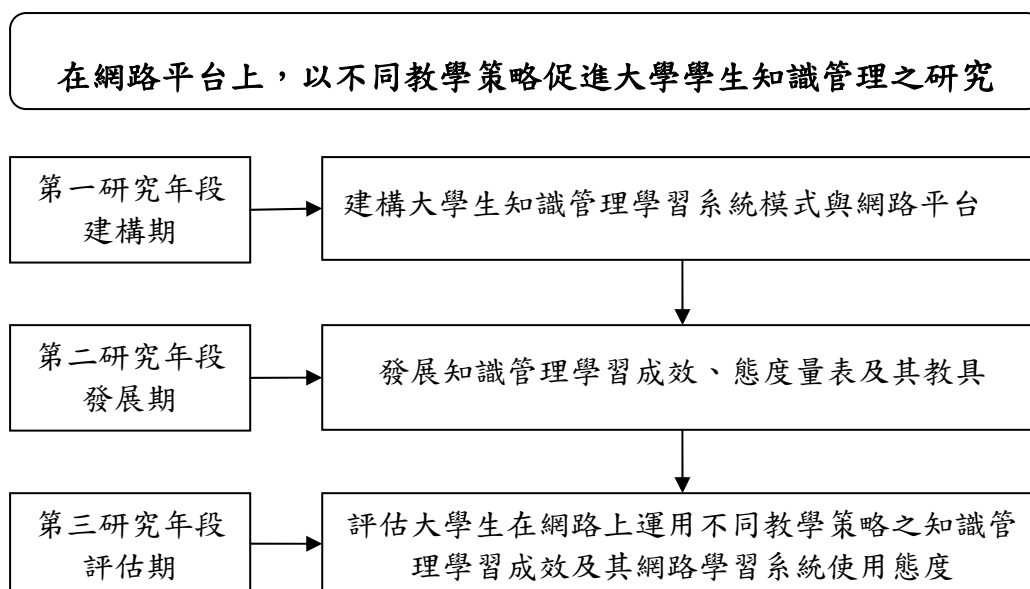 在網路平台上,以不同教學策略促進大學學生知識管理之研究
第一研究年段
建構期
建構大學生知識管理學習系統模式與網路平台
第二研究年段
發展期
發展知識管理學習成效、態度量表及其教具
第三研究年段
評估期
評估大學生在網路上運用不同教學策略之知識管
理學習成效及其網路學習系統使用態度